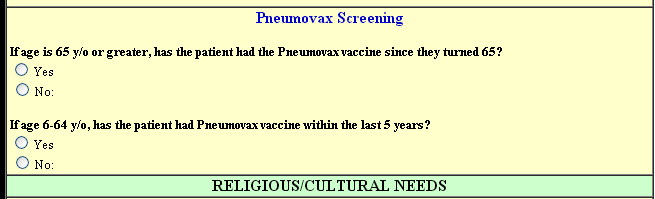 Pneumovax Screening
If age is 65 y/o or greater, has the patient had the Pneumovax vaccine since they turned 65?
Yes
No:
If age 6-64 y/o, has the patient had Pneumovax vaccine within the last 5 years?
Yes
No:
RELIGIOUS/CULTURAL NEEDS